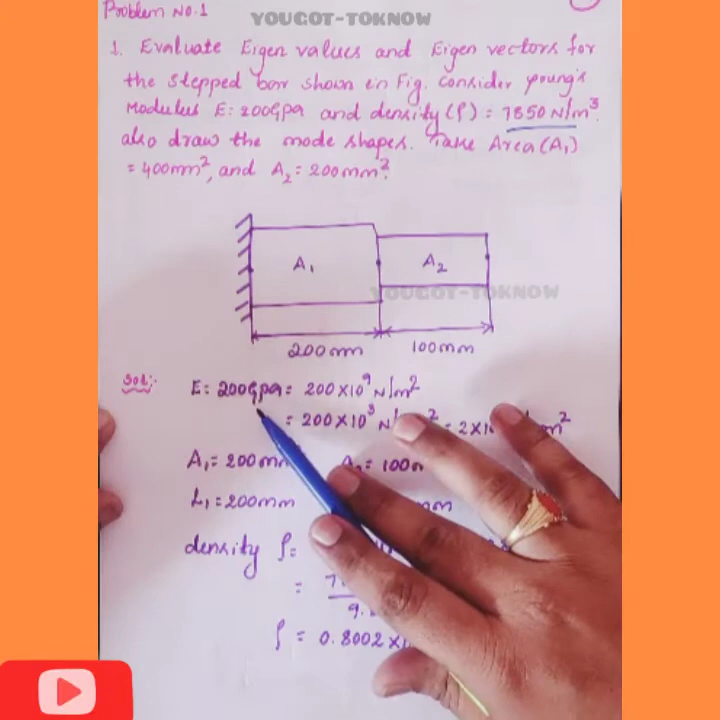 Problem No.1
YOUGOT-TOKNOW
1. Evaluate Eigen values and Eigen vectors for
the stepped bar shown in Fig. Consider young's
Modulus E = 200Gpa and density (ρ) = 7850 N/m³.
also draw the mode shapes. Take Area (A₁)
= 400mm², and A₂ = 200mm².
A₁
A₂
YOUGOT-TOKNOW
200mm
100mm
Sol:-
E = 200Gpa = 200×10⁹ N/m²
= 200×10³
A₁ = 200
L₁ = 200mm
density ρ =
=
ρ = 0.8002×